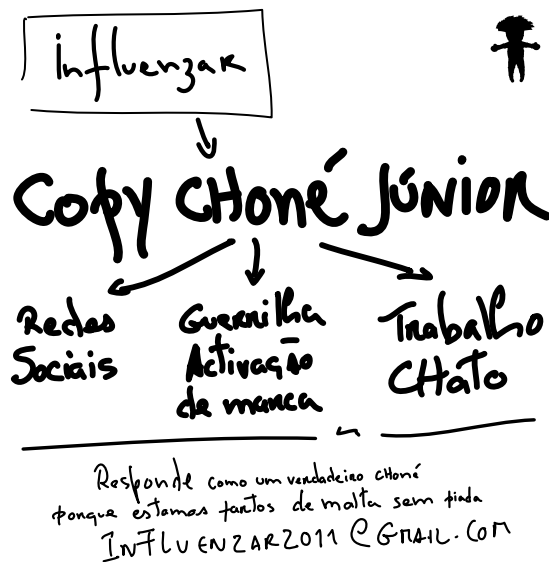 Influenzar
Copy CHoné JÚNIOR
Redes
Sociais
Guerrilha
Activação
de marca
Trabalho
CHato
Responde como um verdadeiro cHoné
porque estamos fartos de malta sem piada
INFLUENZAR2011@GMAIL.COM